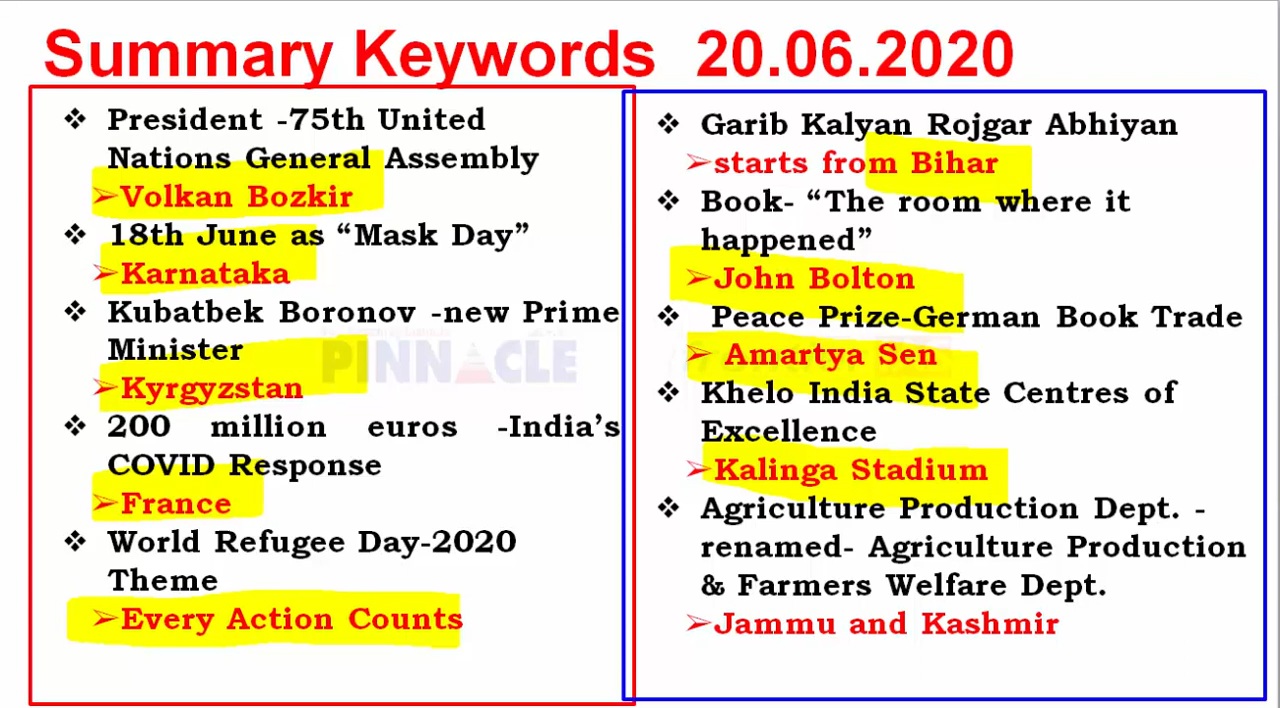 Summary Keywords 20.06.2020
❖ President -75th United
Nations General Assembly
➢Volkan Bozkir
❖ 18th June as “Mask Day”
➢Karnataka
❖ Kubatbek Boronov -new Prime
Minister
➢Kyrgyzstan
❖ 200 million euros -India’s
COVID Response
➢France
❖ World Refugee Day-2020
Theme
➢Every Action Counts
❖ Garib Kalyan Rojgar Abhiyan
➢starts from Bihar
❖ Book- “The room where it
happened”
➢John Bolton
❖ Peace Prize-German Book Trade
➢ Amartya Sen
❖ Khelo India State Centres of
Excellence
➢Kalinga Stadium
❖ Agriculture Production Dept. -
renamed- Agriculture Production
& Farmers Welfare Dept.
➢Jammu and Kashmir
PINNACLE